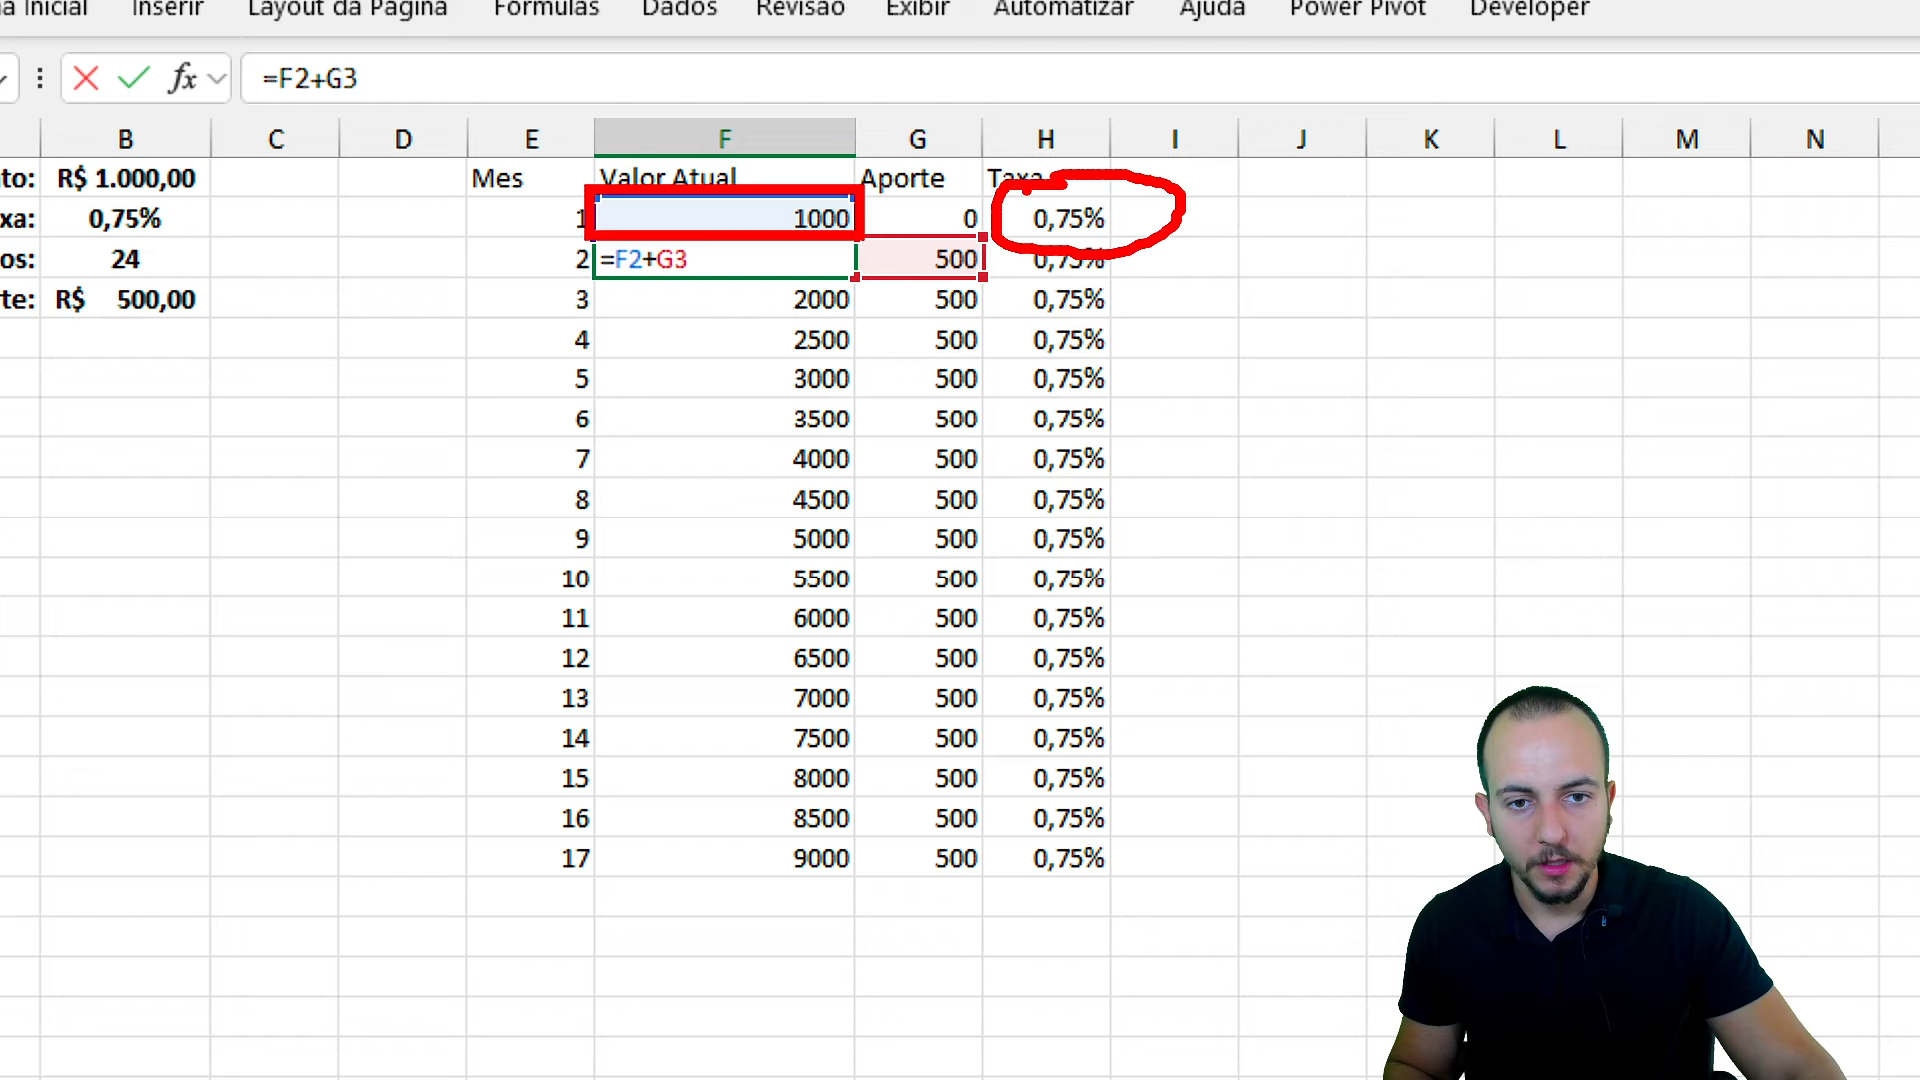 a Inicial Inserir Layout da Página Fórmulas Dados Revisão Exibir Automatizar Ajuda Power Pivot Developer
fx =F2+G3
B C D E F G H I J K L M N
to: R$ 1.000,00 Mes Valor Atual Aporte Taxa
xa: 0,75% 1 1000 0 0,75%
os: 24 2 =F2+G3 500 0,75%
te: R$ 500,00 3 2000 500 0,75%
4 2500 500 0,75%
5 3000 500 0,75%
6 3500 500 0,75%
7 4000 500 0,75%
8 4500 500 0,75%
9 5000 500 0,75%
10 5500 500 0,75%
11 6000 500 0,75%
12 6500 500 0,75%
13 7000 500 0,75%
14 7500 500 0,75%
15 8000 500 0,75%
16 8500 500 0,75%
17 9000 500 0,75%